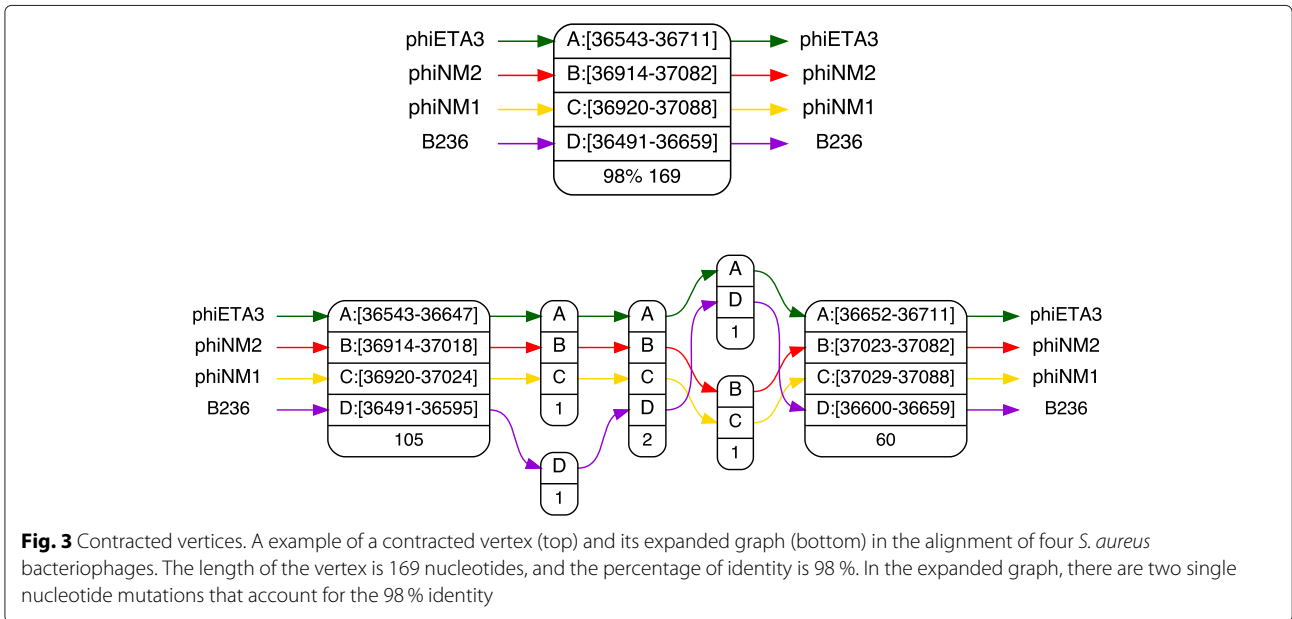 phiETA3 A:[36543-36711] phiETA3
phiNM2 B:[36914-37082] phiNM2
phiNM1 C:[36920-37088] phiNM1
B236 D:[36491-36659] B236
98% 169
A
D
1
phiETA3 A:[36543-36647] A A A:[36652-36711] phiETA3
phiNM2 B:[36914-37018] B B B:[37023-37082] phiNM2
phiNM1 C:[36920-37024] C C C:[37029-37088] phiNM1
B236 D:[36491-36595] 1 D D:[36600-36659] B236
105 2 60
B
C
1
D
1
Fig. 3 Contracted vertices. A example of a contracted vertex (top) and its expanded graph (bottom) in the alignment of four S. aureus
bacteriophages. The length of the vertex is 169 nucleotides, and the percentage of identity is 98 %. In the expanded graph, there are two single
nucleotide mutations that account for the 98 % identity